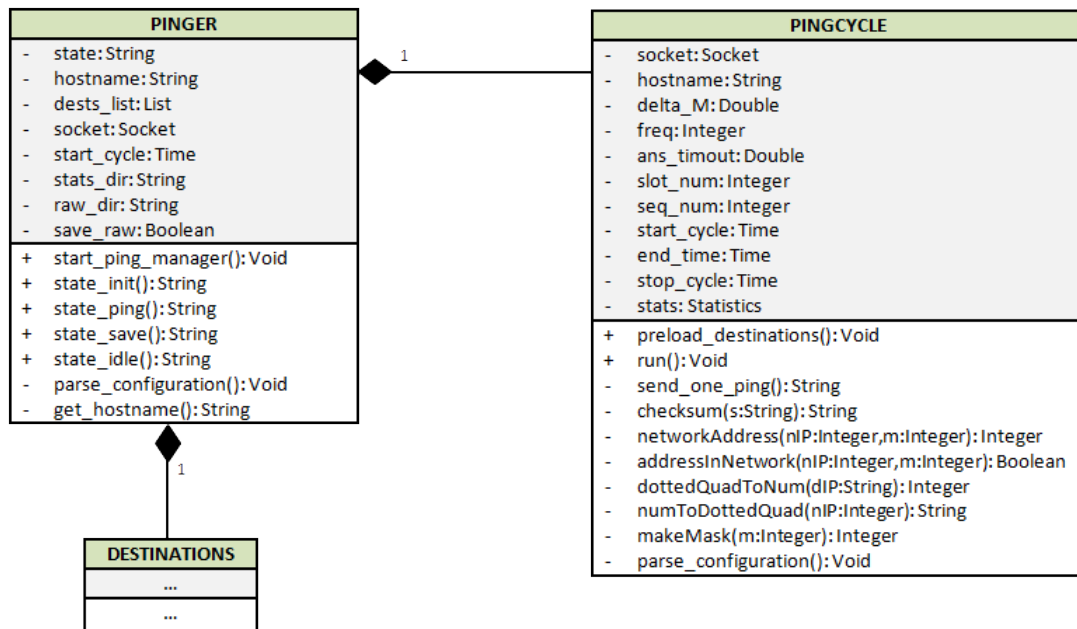 PINGER
- state: String
- hostname: String
- dests_list: List
- socket: Socket
- start_cycle: Time
- stats_dir: String
- raw_dir: String
- save_raw: Boolean
+ start_ping_manager(): Void
+ state_init(): String
+ state_ping(): String
+ state_save(): String
+ state_idle(): String
- parse_configuration(): Void
- get_hostname(): String
1
1
PINGCYCLE
- socket: Socket
- hostname: String
- delta_M: Double
- freq: Integer
- ans_timout: Double
- slot_num: Integer
- seq_num: Integer
- start_cycle: Time
- end_time: Time
- stop_cycle: Time
- stats: Statistics
+ preload_destinations(): Void
+ run(): Void
- send_one_ping(): String
- checksum(s:String): String
- networkAddress(nIP:Integer,m:Integer): Integer
- addressInNetwork(nIP:Integer,m:Integer): Boolean
- dottedQuadToNum(dIP:String): Integer
- numToDottedQuad(nIP:Integer): String
- makeMask(m:Integer): Integer
- parse_configuration(): Void
DESTINATIONS
...
...